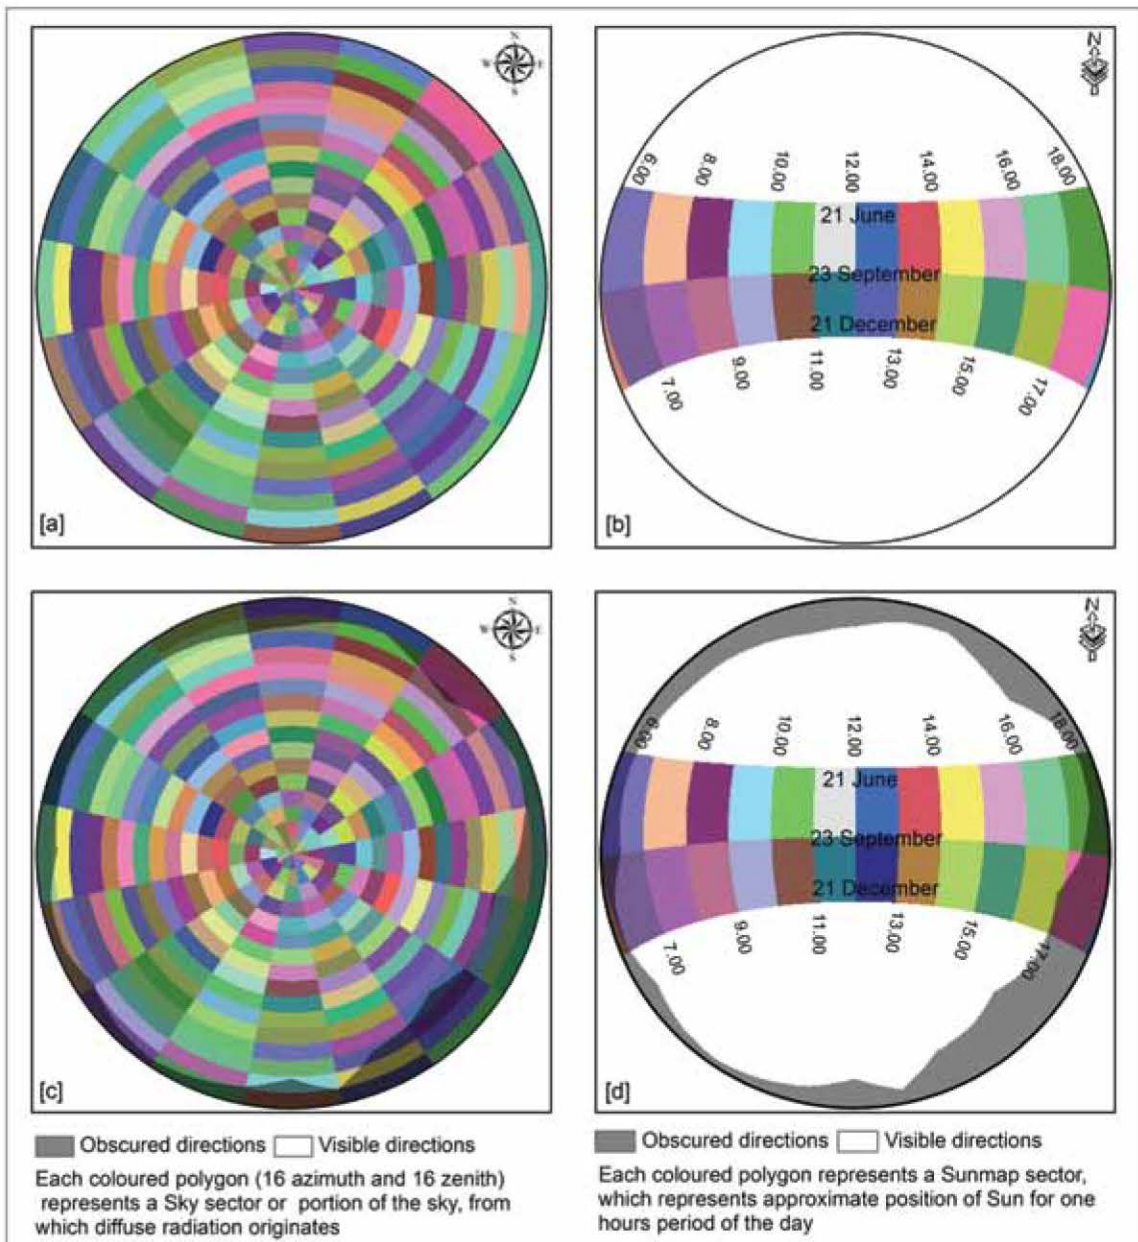 N
W
E
S
[a]
N
6.00
8.00
10.00
12.00
14.00
16.00
18.00
21 June
23 September
21 December
7.00
9.00
11.00
13.00
15.00
17.00
[b]
N
W
E
S
[c]
N
6.00
8.00
10.00
12.00
14.00
16.00
18.00
21 June
23 September
21 December
7.00
9.00
11.00
13.00
15.00
17.00
[d]
Obscured directions
Visible directions
Each coloured polygon (16 azimuth and 16 zenith)
represents a Sky sector or portion of the sky, from
which diffuse radiation originates
Obscured directions
Visible directions
Each coloured polygon represents a Sunmap sector,
which represents approximate position of Sun for one
hours period of the day